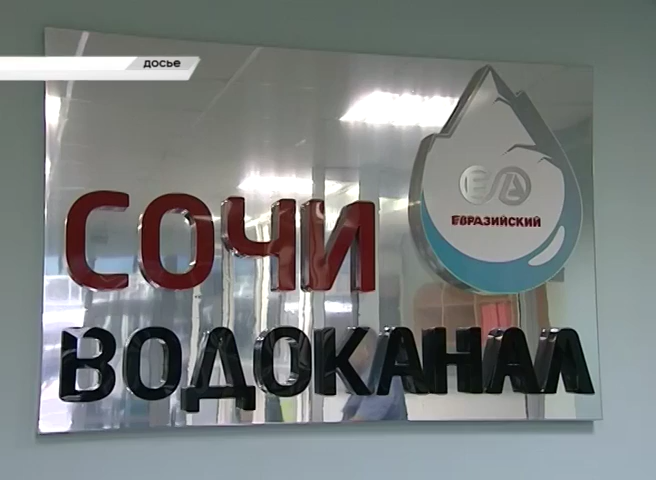 досье
ЕА
ЕВРАЗИЙСКИЙ
СОЧИ
ВОДОКАНАЛ